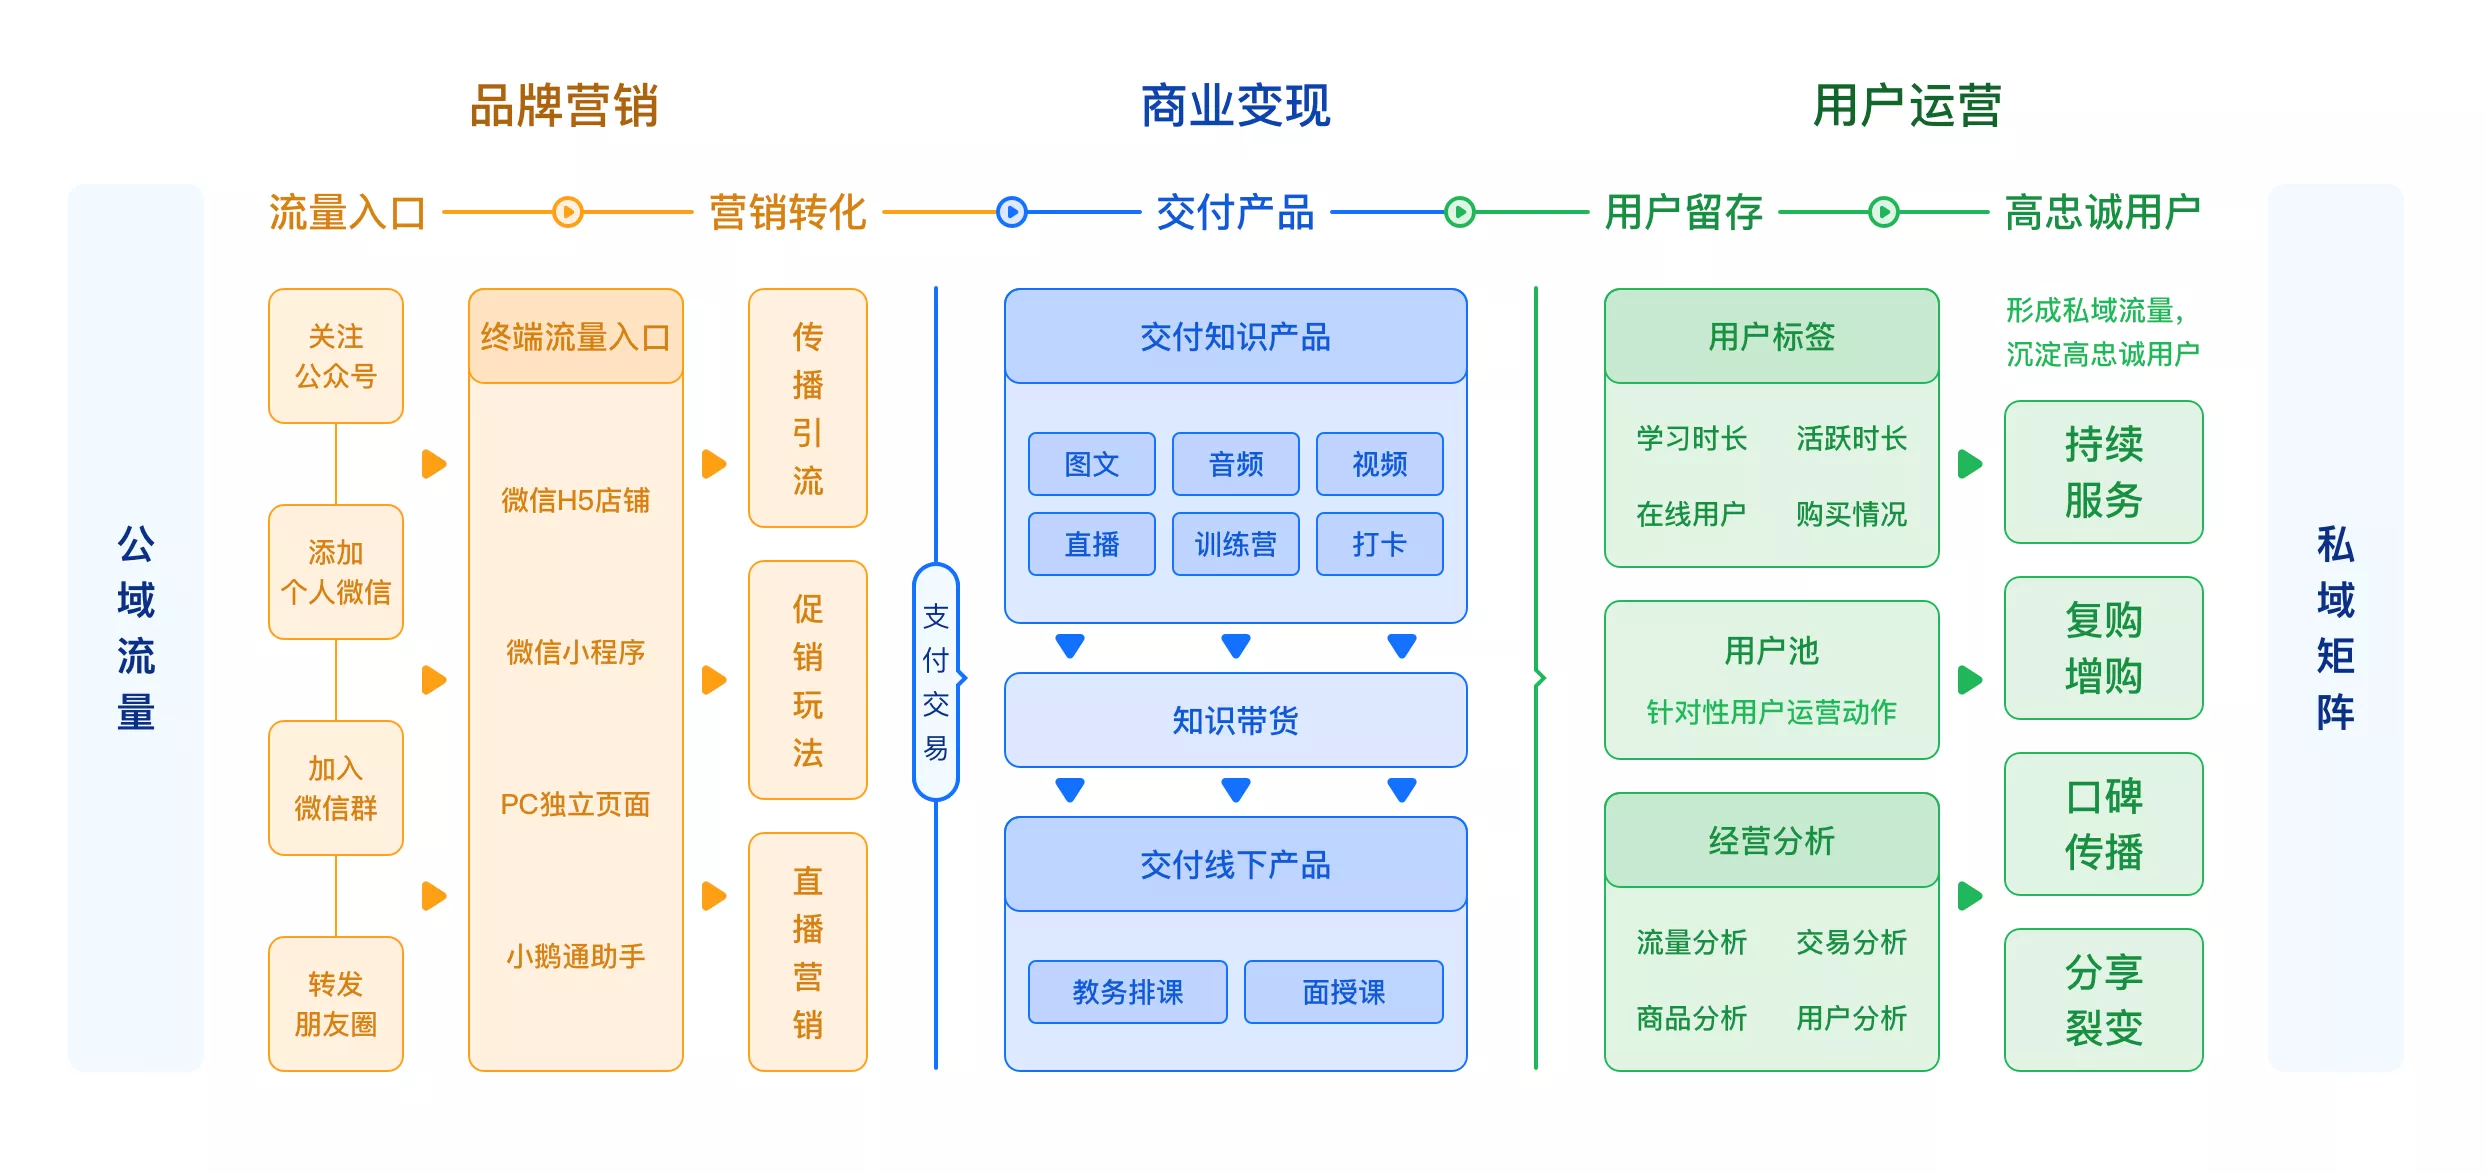 品牌营销
商业变现
用户运营
流量入口
营销转化
交付产品
用户留存
高忠诚用户
公域流量
关注
公众号
添加
个人微信
加入
微信群
转发
朋友圈
终端流量入口
微信H5店铺
微信小程序
PC独立页面
小鹅通助手
传播引流
促销玩法
直播营销
支付交易
交付知识产品
图文
音频
视频
直播
训练营
打卡
知识带货
交付线下产品
教务排课
面授课
用户标签
学习时长
活跃时长
在线用户
购买情况
用户池
针对性用户运营动作
经营分析
流量分析
交易分析
商品分析
用户分析
形成私域流量，
沉淀高忠诚用户
持续
服务
复购
增购
口碑
传播
分享
裂变
私域矩阵